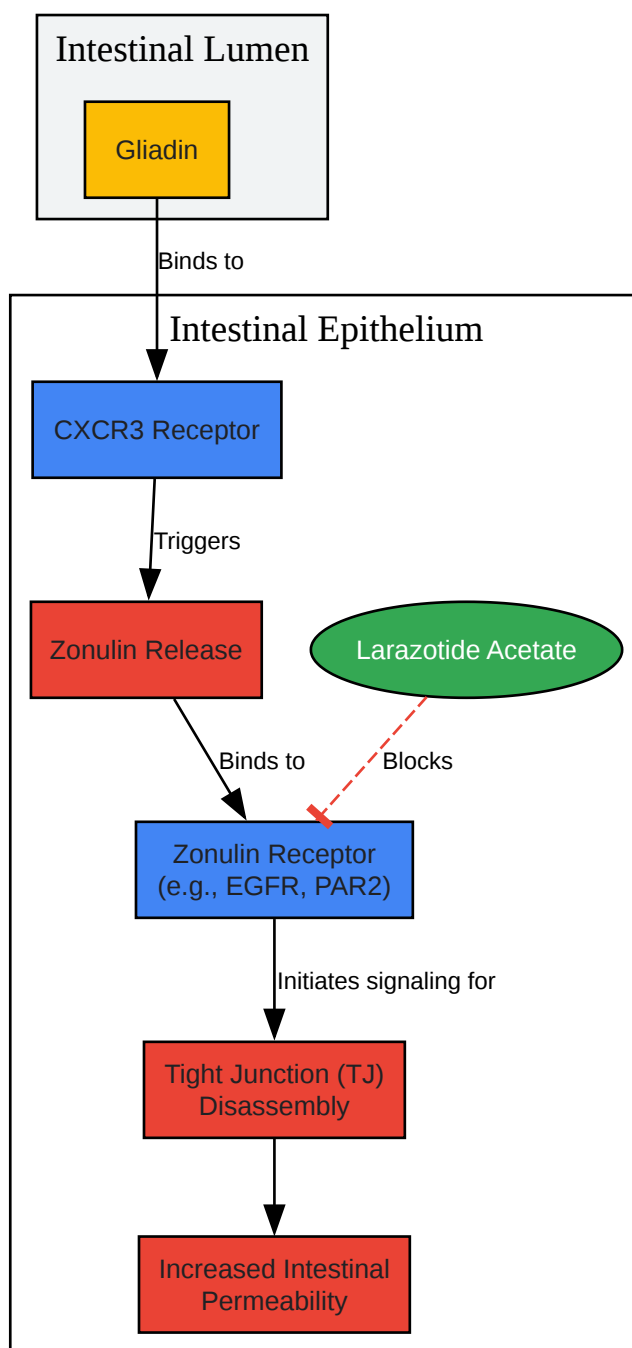 Intestinal Lumen
Gliadin
Binds to
Intestinal Epithelium
CXCR3 Receptor
Triggers
Zonulin Release
Larazotide Acetate
Binds to
Blocks
Zonulin Receptor
(e.g., EGFR, PAR2)
Initiates signaling for
Tight Junction (TJ)
Disassembly
Increased Intestinal
Permeability